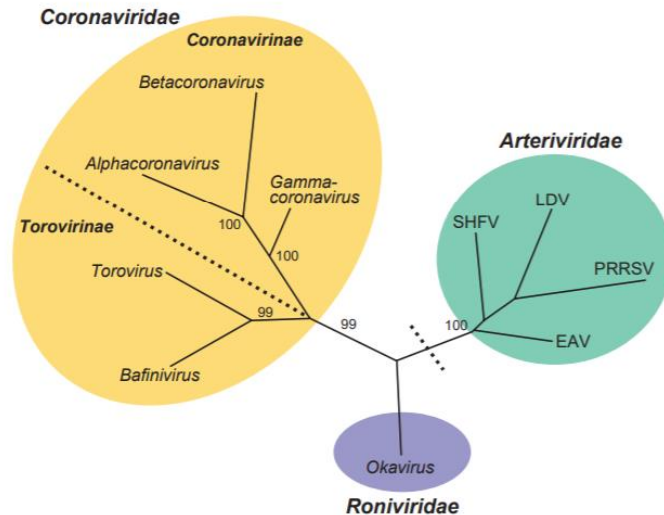 Coronaviridae
Coronavirinae
Betacoronavirus
Alphacoronavirus
Gamma-
coronavirus
100
100
Torovirinae
Torovirus
99
Bafinivirus
99
Arteriviridae
LDV
SHFV
PRRSV
100
EAV
Okavirus
Roniviridae